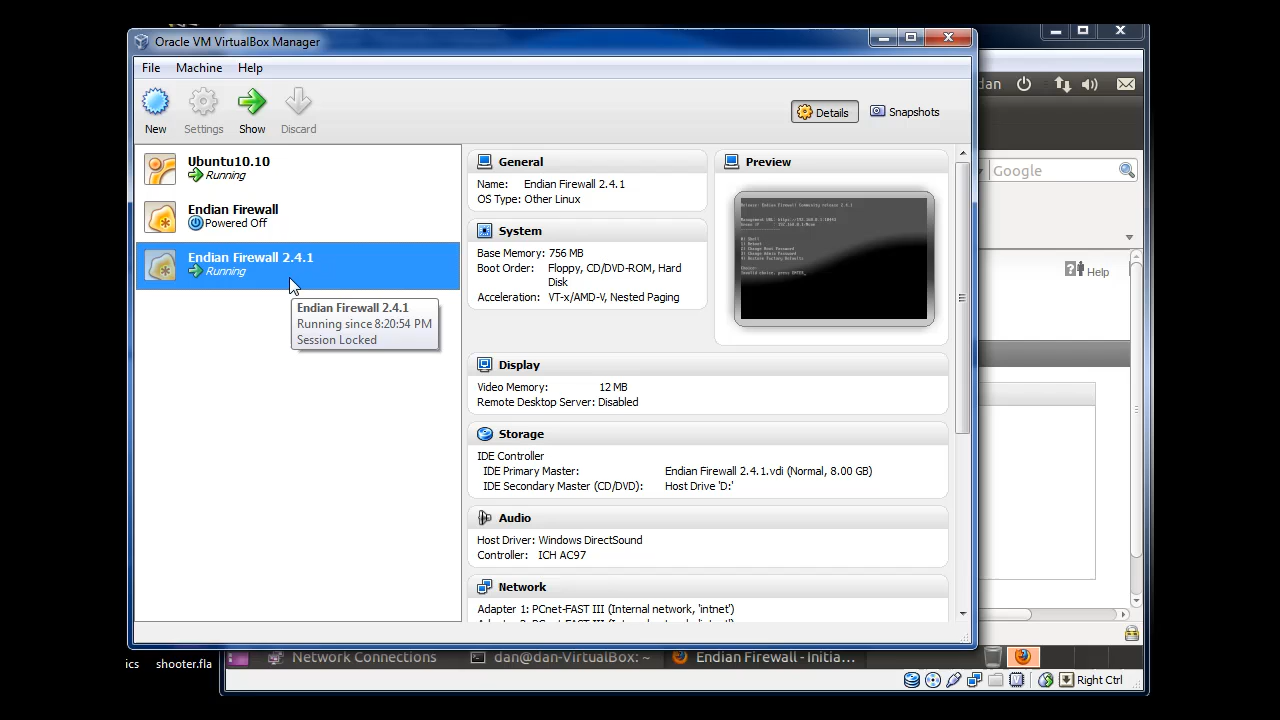 Oracle VM VirtualBox Manager
File Machine Help
New Settings Show Discard
Details Snapshots
Ubuntu10.10
Running
Endian Firewall
Powered Off
Endian Firewall 2.4.1
Running
Endian Firewall 2.4.1
Running since 8:20:54 PM
Session Locked
General
Name: Endian Firewall 2.4.1
OS Type: Other Linux
System
Base Memory: 756 MB
Boot Order: Floppy, CD/DVD-ROM, Hard
Disk
Acceleration: VT-x/AMD-V, Nested Paging
Preview
Display
Video Memory: 12 MB
Remote Desktop Server: Disabled
Storage
IDE Controller
IDE Primary Master: Endian Firewall 2.4.1.vdi (Normal, 8.00 GB)
IDE Secondary Master (CD/DVD): Host Drive 'D:'
Audio
Host Driver: Windows DirectSound
Controller: ICH AC97
Network
Adapter 1: PCnet-FAST III (Internal network, 'intnet')
dan
Google
Help
ics shooter.fla
Network Connections dan@dan-VirtualBox: ~ Endian Firewall - Initia...
Right Ctrl